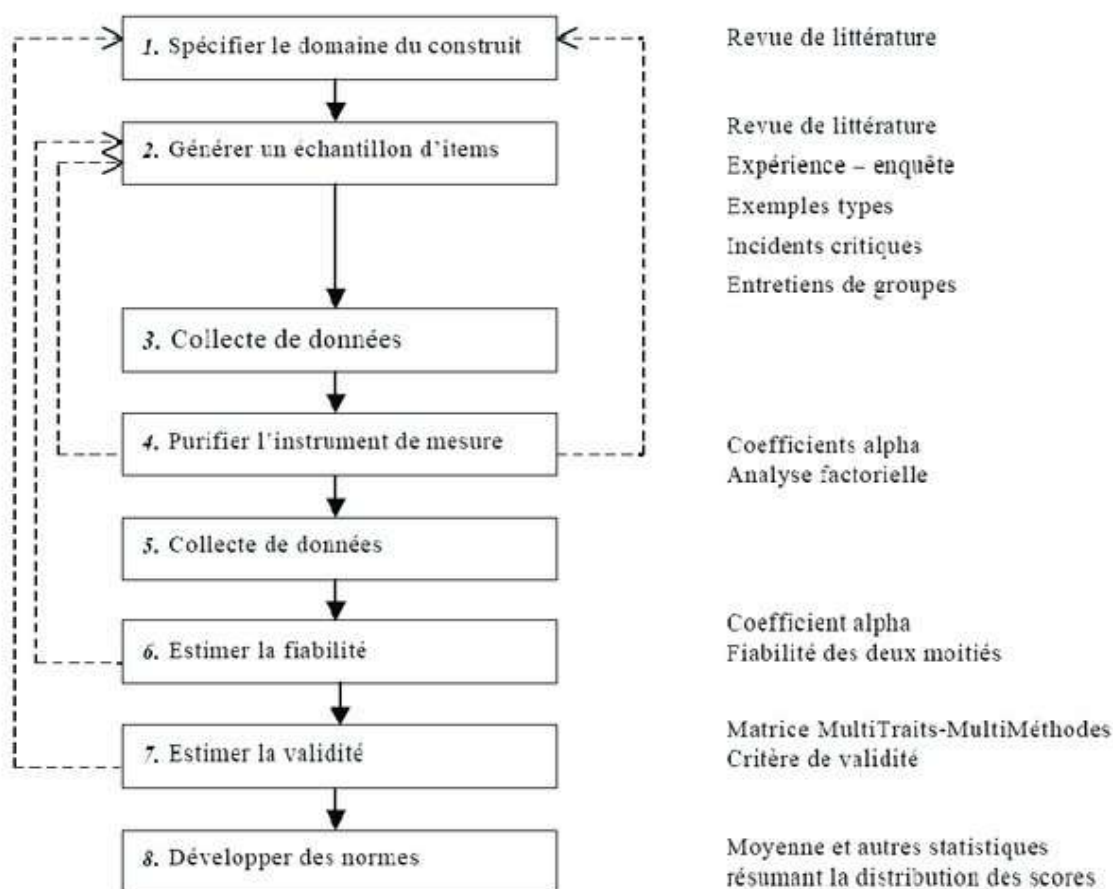 1. Spécifier le domaine du construit
Revue de littérature
2. Générer un échantillon d'items
Revue de littérature
Expérience – enquête
Exemples types
Incidents critiques
Entretiens de groupes
3. Collecte de données
4. Purifier l'instrument de mesure
Coefficients alpha
Analyse factorielle
5. Collecte de données
6. Estimer la fiabilité
Coefficient alpha
Fiabilité des deux moitiés
7. Estimer la validité
Matrice MultiTraits-MultiMéthodes
Critère de validité
8. Développer des normes
Moyenne et autres statistiques
résumant la distribution des scores